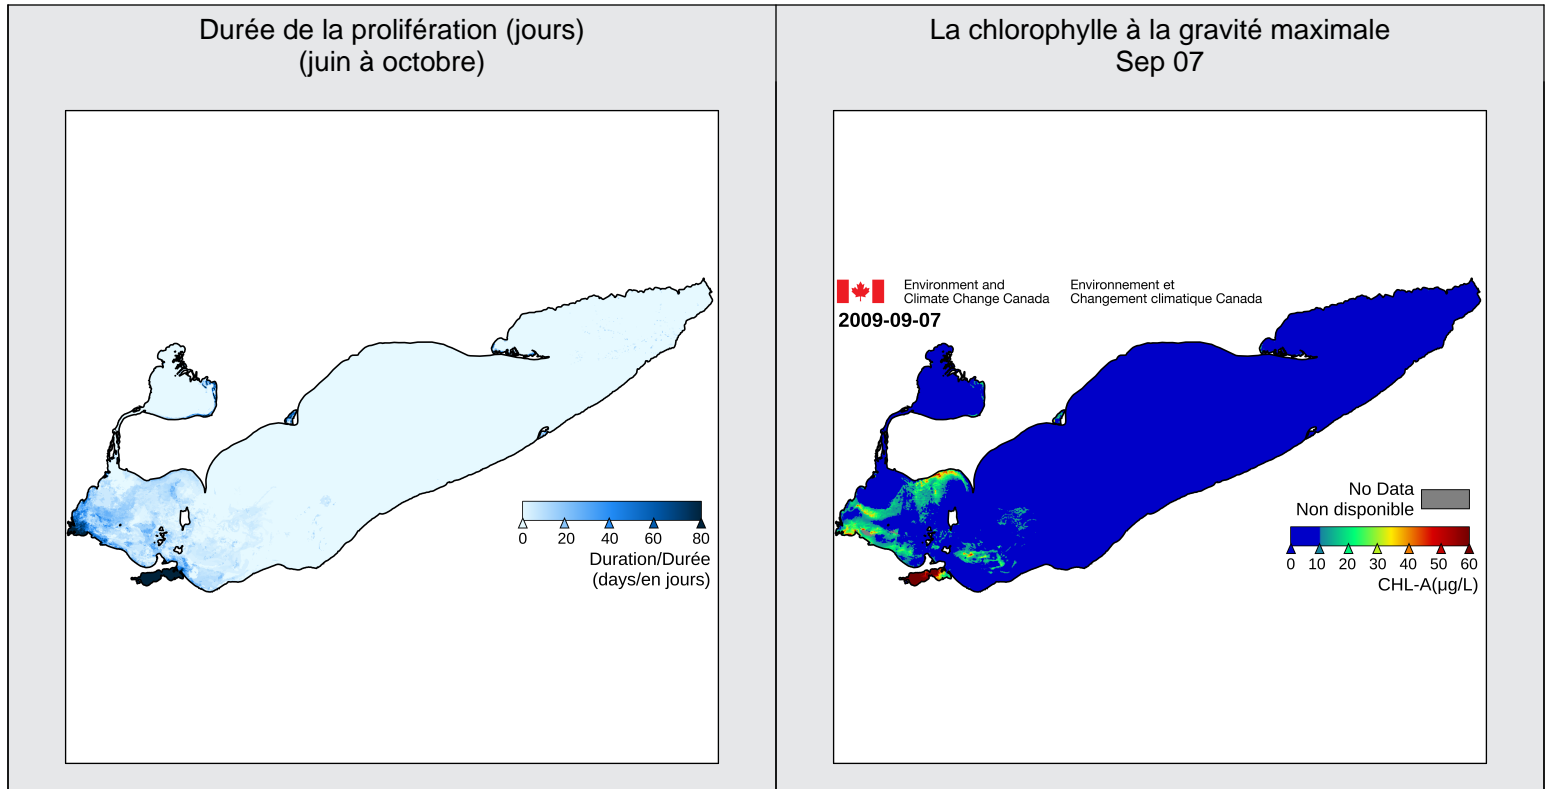 Durée de la prolifération (jours)
(juin à octobre)
La chlorophylle à la gravité maximale
Sep 07
0 20 40 60 80
Duration/Durée
(days/en jours)
Environment and
Climate Change Canada
Environnement et
Changement climatique Canada
2009-09-07
No Data
Non disponible
0 10 20 30 40 50 60
CHL-A(µg/L)